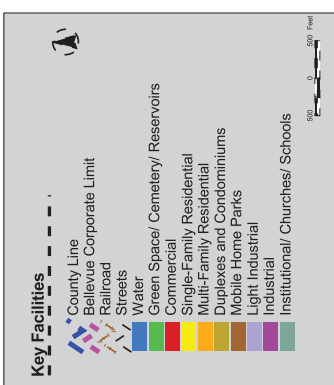 Key Facilities
County Line
Bellevue Corporate Limit
Railroad
Streets
Water
Green Space/ Cemetery/ Reservoirs
Commercial
Single-Family Residential
Multi-Family Residential
Duplexes and Condominiums
Mobile Home Parks
Light Industrial
Industrial
Institutional/ Churches/ Schools
500 0 500 Feet